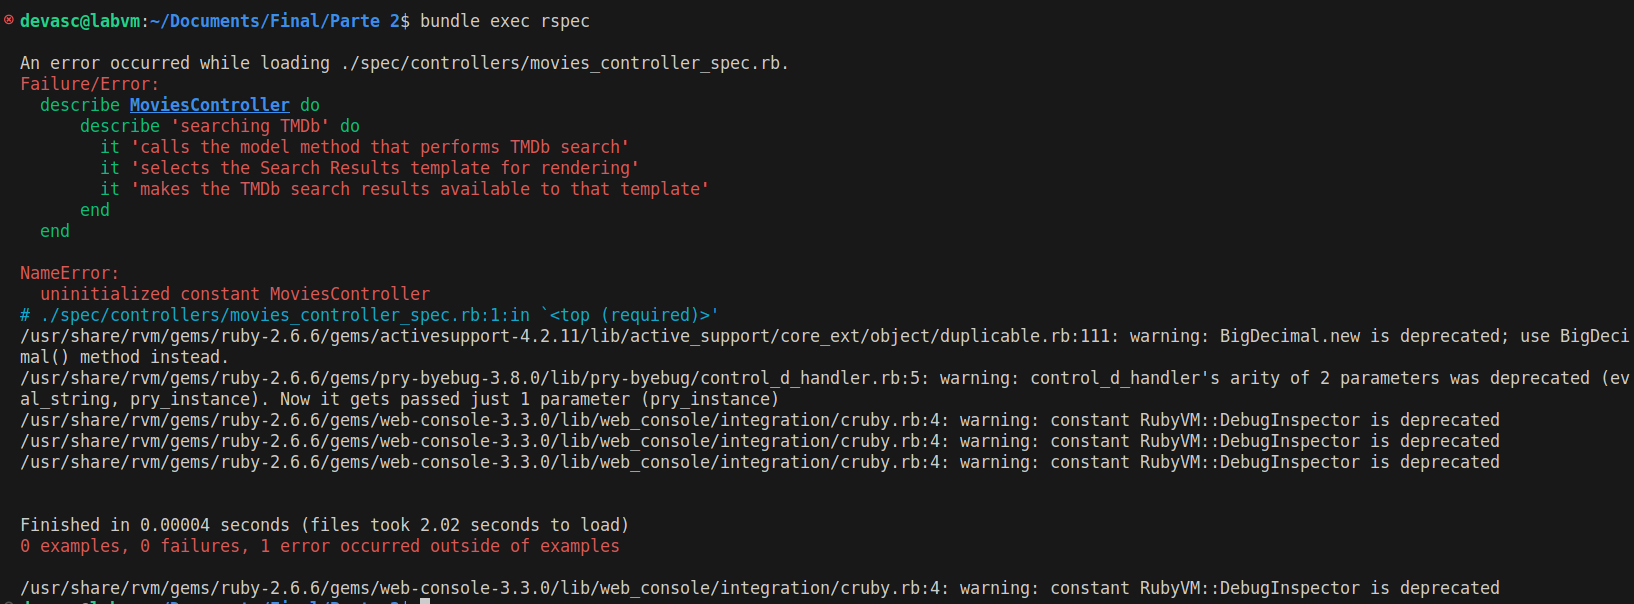 devasc@labvm:~/Documents/Final/Parte 2$ bundle exec rspec
An error occurred while loading ./spec/controllers/movies_controller_spec.rb.
Failure/Error:
describe MoviesController do
describe 'searching TMDb' do
it 'calls the model method that performs TMDb search'
it 'selects the Search Results template for rendering'
it 'makes the TMDb search results available to that template'
end
end
NameError:
uninitialized constant MoviesController
# ./spec/controllers/movies_controller_spec.rb:1:in `<top (required)>'
/usr/share/rvm/gems/ruby-2.6.6/gems/activesupport-4.2.11/lib/active_support/core_ext/object/duplicable.rb:111: warning: BigDecimal.new is deprecated; use BigDeci
mal() method instead.
/usr/share/rvm/gems/ruby-2.6.6/gems/pry-byebug-3.8.0/lib/pry-byebug/control_d_handler.rb:5: warning: control_d_handler's arity of 2 parameters was deprecated (ev
al_string, pry_instance). Now it gets passed just 1 parameter (pry_instance)
/usr/share/rvm/gems/ruby-2.6.6/gems/web-console-3.3.0/lib/web_console/integration/cruby.rb:4: warning: constant RubyVM::DebugInspector is deprecated
/usr/share/rvm/gems/ruby-2.6.6/gems/web-console-3.3.0/lib/web_console/integration/cruby.rb:4: warning: constant RubyVM::DebugInspector is deprecated
/usr/share/rvm/gems/ruby-2.6.6/gems/web-console-3.3.0/lib/web_console/integration/cruby.rb:4: warning: constant RubyVM::DebugInspector is deprecated
Finished in 0.00004 seconds (files took 2.02 seconds to load)
0 examples, 0 failures, 1 error occurred outside of examples
/usr/share/rvm/gems/ruby-2.6.6/gems/web-console-3.3.0/lib/web_console/integration/cruby.rb:4: warning: constant RubyVM::DebugInspector is deprecated
devasc@labvm:~/Documents/Final/Parte 2$